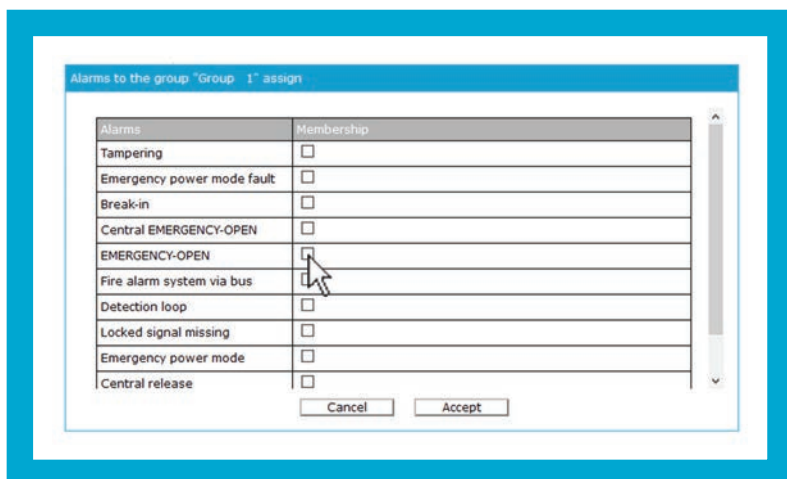 Alarms to the group "Group 1" assign
Alarms Membership
Tampering
Emergency power mode fault
Break-in
Central EMERGENCY-OPEN
EMERGENCY-OPEN
Fire alarm system via bus
Detection loop
Locked signal missing
Emergency power mode
Central release
Cancel Accept